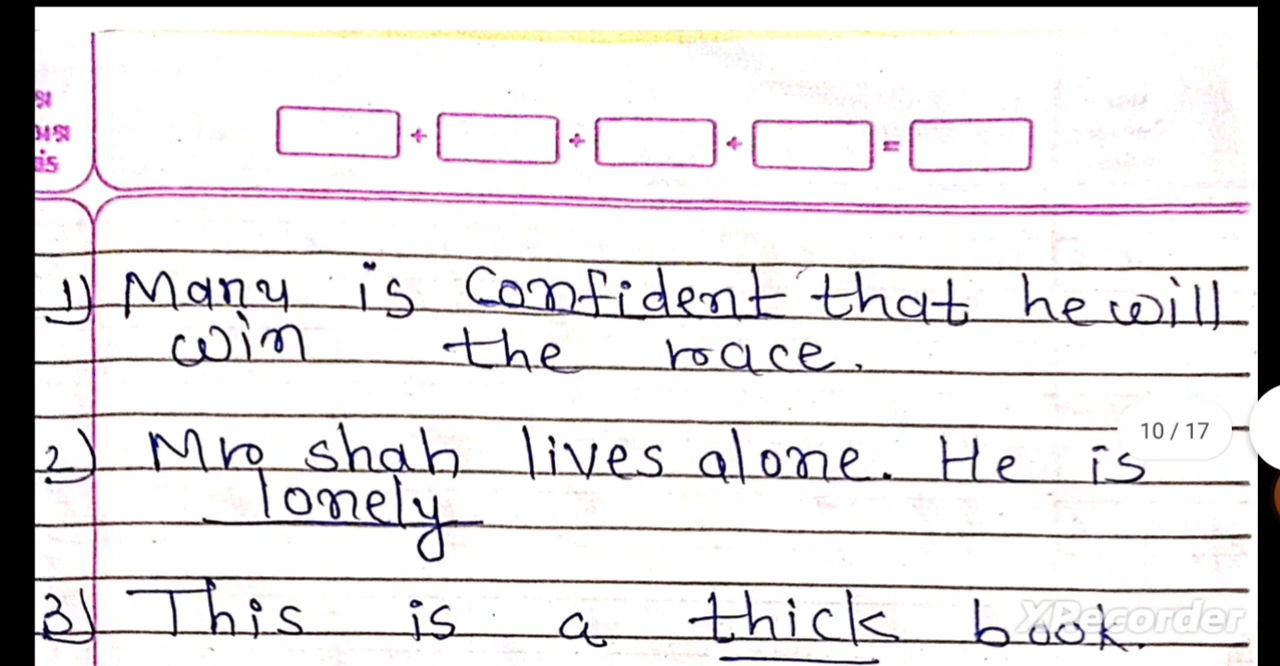 1) Manu is Confident that he will
win the race.
10 / 17
2) Mr. shah lives alone. He is
lonely
3) This is a thick book.
XRecorder